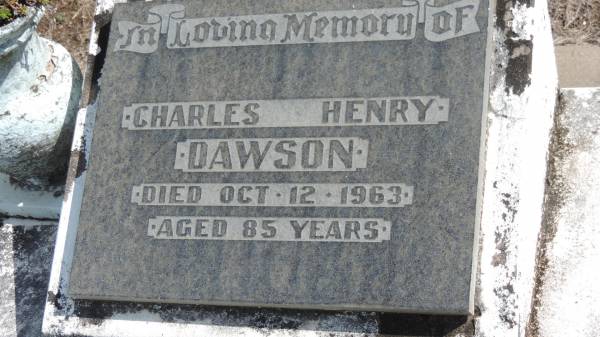 In Loving Memory of
CHARLES HENRY
DAWSON
DIED OCT·12·1963
AGED 85 YEARS